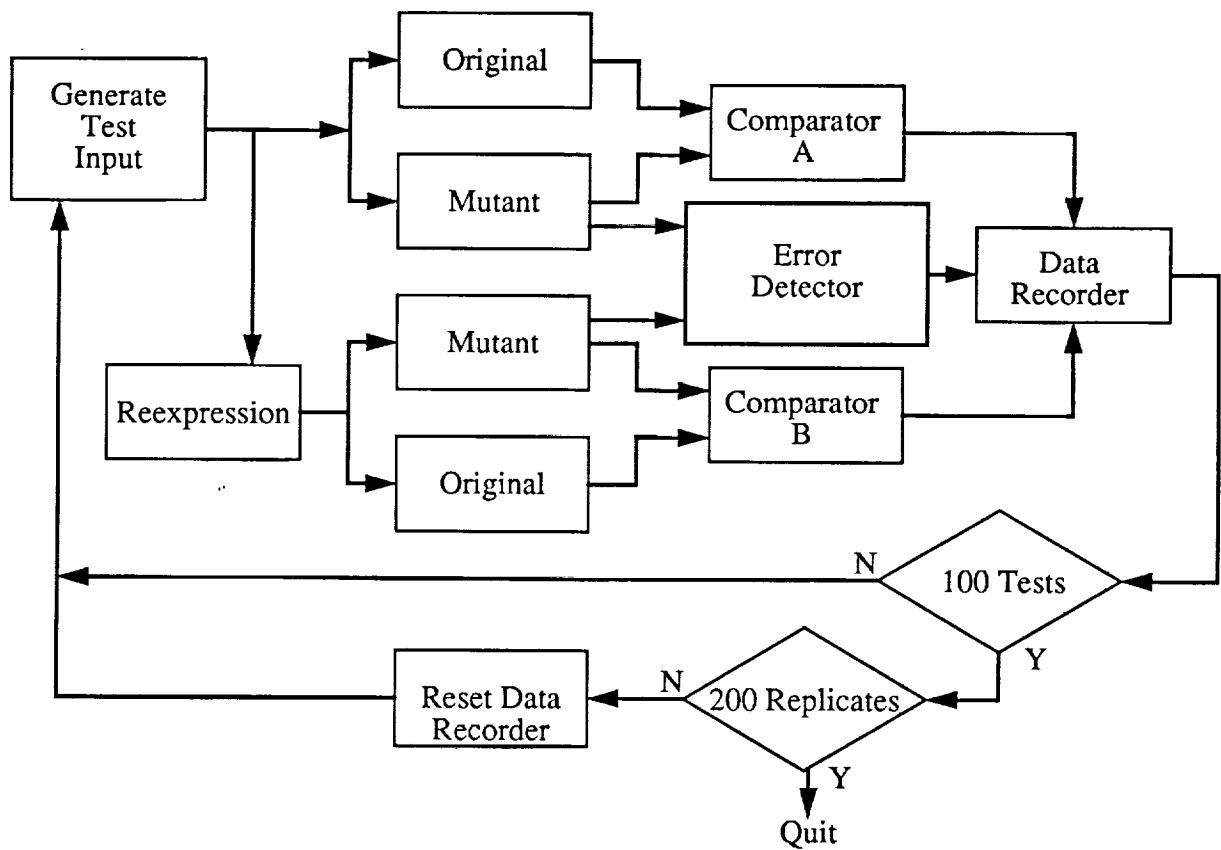 Generate
Test
Input
Original
Mutant
Comparator
A
Error
Detector
Data
Recorder
Mutant
Reexpression
Original
Comparator
B
N
100 Tests
Y
Reset Data
Recorder
N
200 Replicates
Y
Quit